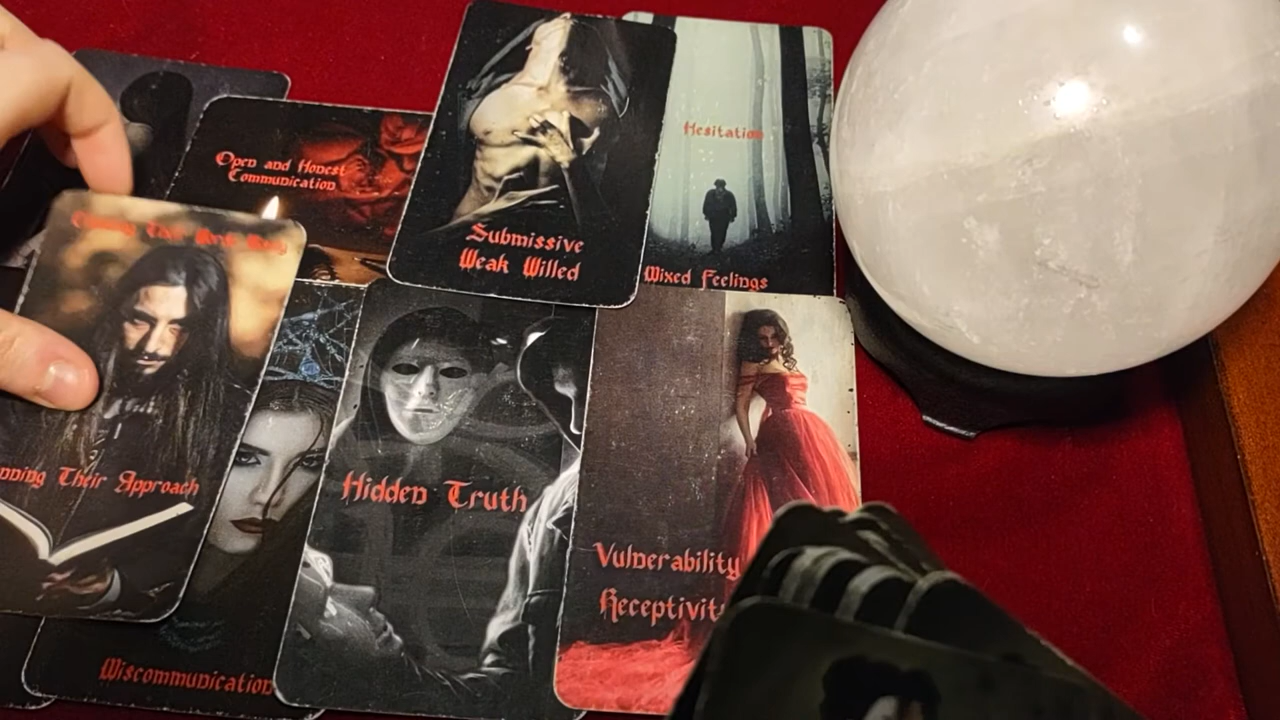 Open and Honest
Communication
Submissive
Weak Willed
Hesitation
Mixed Feelings
Their Approach
Miscommunication
Hidden Truth
Vulnerability